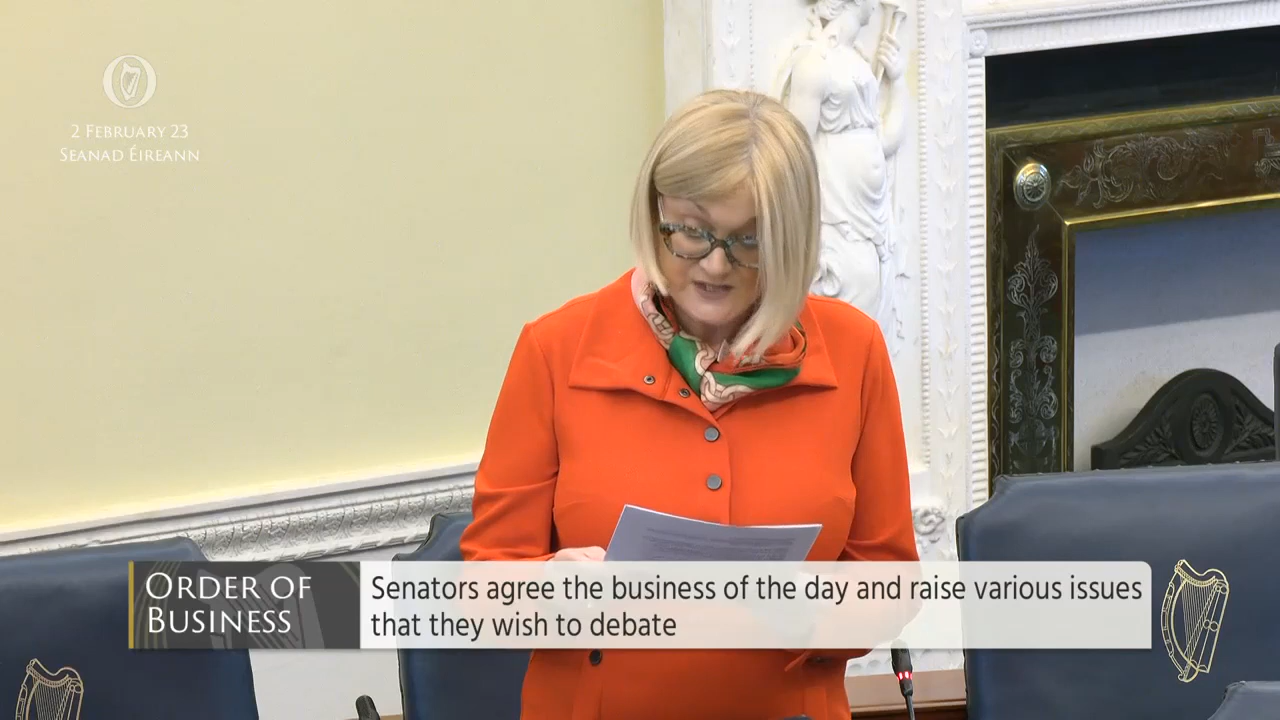 2 February 23
Seanad Éireann
Order of
Business
Senators agree the business of the day and raise various issues
that they wish to debate